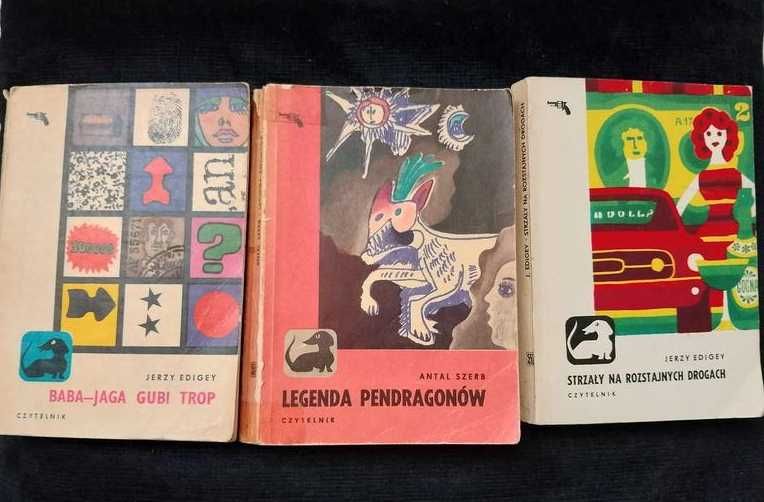 an
?
JERZY EDIGEY
BABA–JAGA GUBI TROP
CZYTELNIK
ANTAL SZERB
LEGENDA PENDRAGONÓW
CZYTELNIK
J. EDIGEY • STRZAŁY NA ROZSTAJNYCH DROGACH
2
JERZY EDIGEY
STRZAŁY NA ROZSTAJNYCH DROGACH
CZYTELNIK